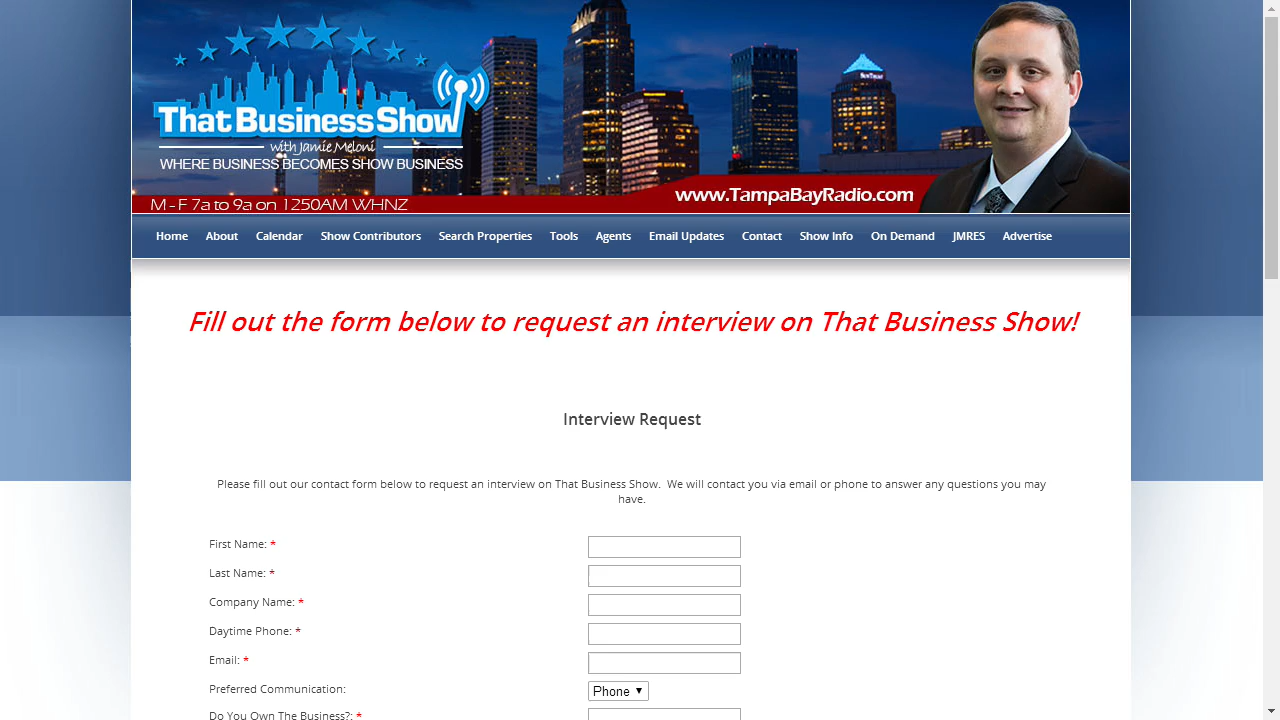 That Business Show
with Jamie Meloni
WHERE BUSINESS BECOMES SHOW BUSINESS
SUNTRUST
www.TampaBayRadio.com
M - F 7a to 9a on 1250AM WHNZ
Home About Calendar Show Contributors Search Properties Tools Agents Email Updates Contact Show Info On Demand JMRES Advertise
Fill out the form below to request an interview on That Business Show!
Interview Request
Please fill out our contact form below to request an interview on That Business Show.  We will contact you via email or phone to answer any questions you may
have.
First Name: *
Last Name: *
Company Name: *
Daytime Phone: *
Email: *
Preferred Communication: Phone
Do You Own The Business?: *